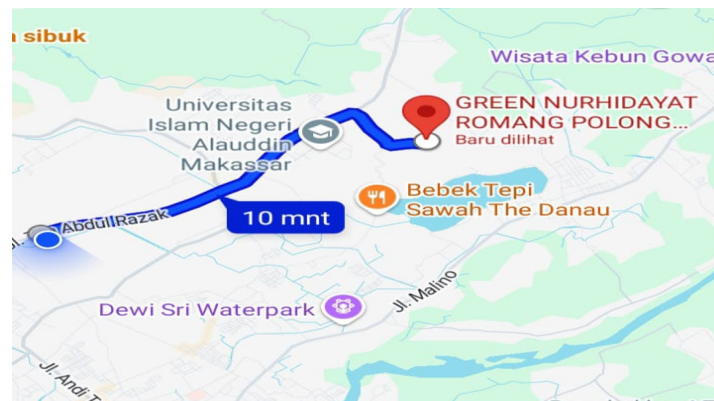 sibuk
Wisata Kebun Gowa
Universitas
Islam Negeri
Alauddin
Makassar
GREEN NURHIDAYAT
ROMANG POLONG...
Baru dilihat
Bebek Tepi
Sawah The Danau
Abdul Razak
10 mnt
Dewi Sri Waterpark
Jl. Malino
Jl. Andi